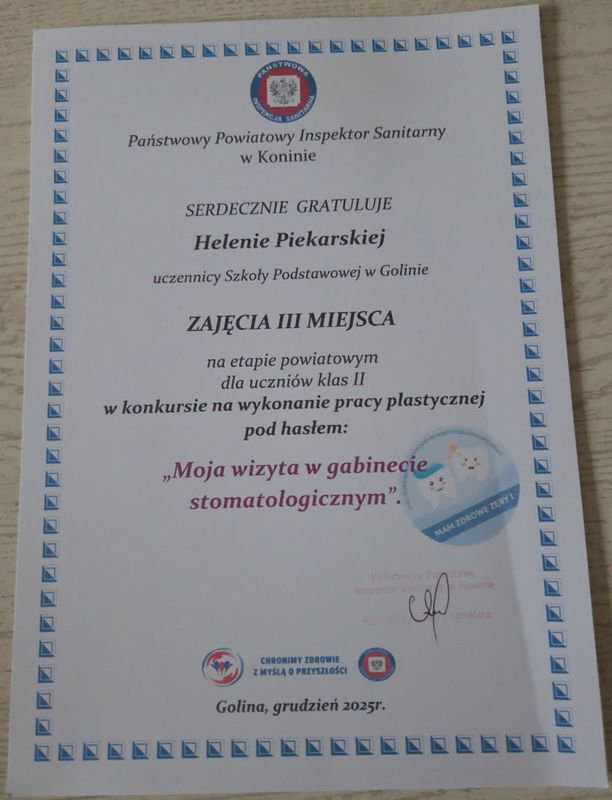 PAŃSTWOWA
INSPEKCJA SANITARNA
Państwowy Powiatowy Inspektor Sanitarny
w Koninie
SERDECZNIE GRATULUJE
Helenie Piekarskiej
uczennicy Szkoły Podstawowej w Golinie
ZAJĘCIA III MIEJSCA
na etapie powiatowym
dla uczniów klas II
w konkursie na wykonanie pracy plastycznej
pod hasłem:
„Moja wizyta w gabinecie
stomatologicznym”.
MAM ZDROWE ZĘBY !
Państwowy Powiatowy
Inspektor Sanitarny w Koninie
CHRONIMY ZDROWIE
Z MYŚLĄ O PRZYSZŁOŚCI
Golina, grudzień 2025r.